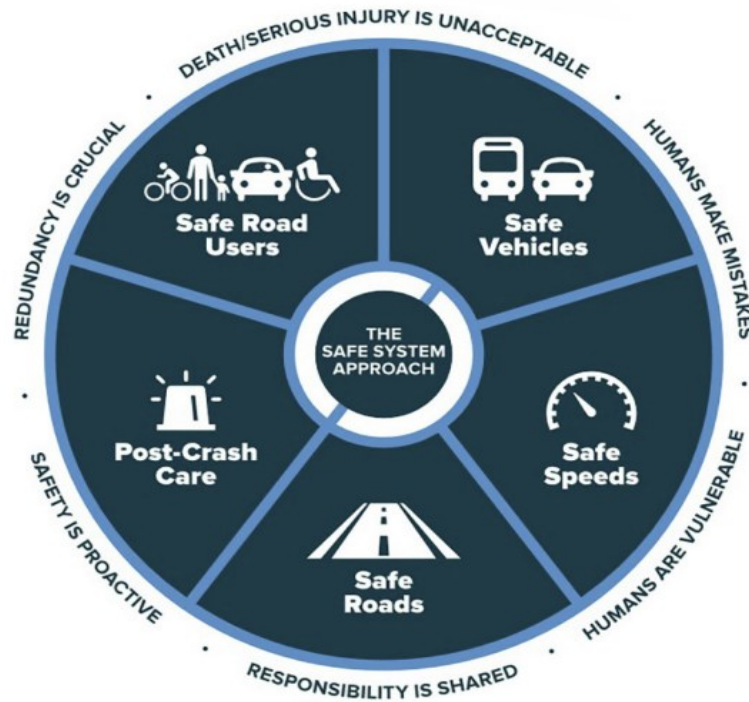 DEATH/SERIOUS INJURY IS UNACCEPTABLE
HUMANS MAKE MISTAKES
HUMANS ARE VULNERABLE
RESPONSIBILITY IS SHARED
SAFETY IS PROACTIVE
REDUNDANCY IS CRUCIAL
Safe Road
Users
Safe
Vehicles
Safe
Speeds
Safe
Roads
Post-Crash
Care
THE
SAFE SYSTEM
APPROACH